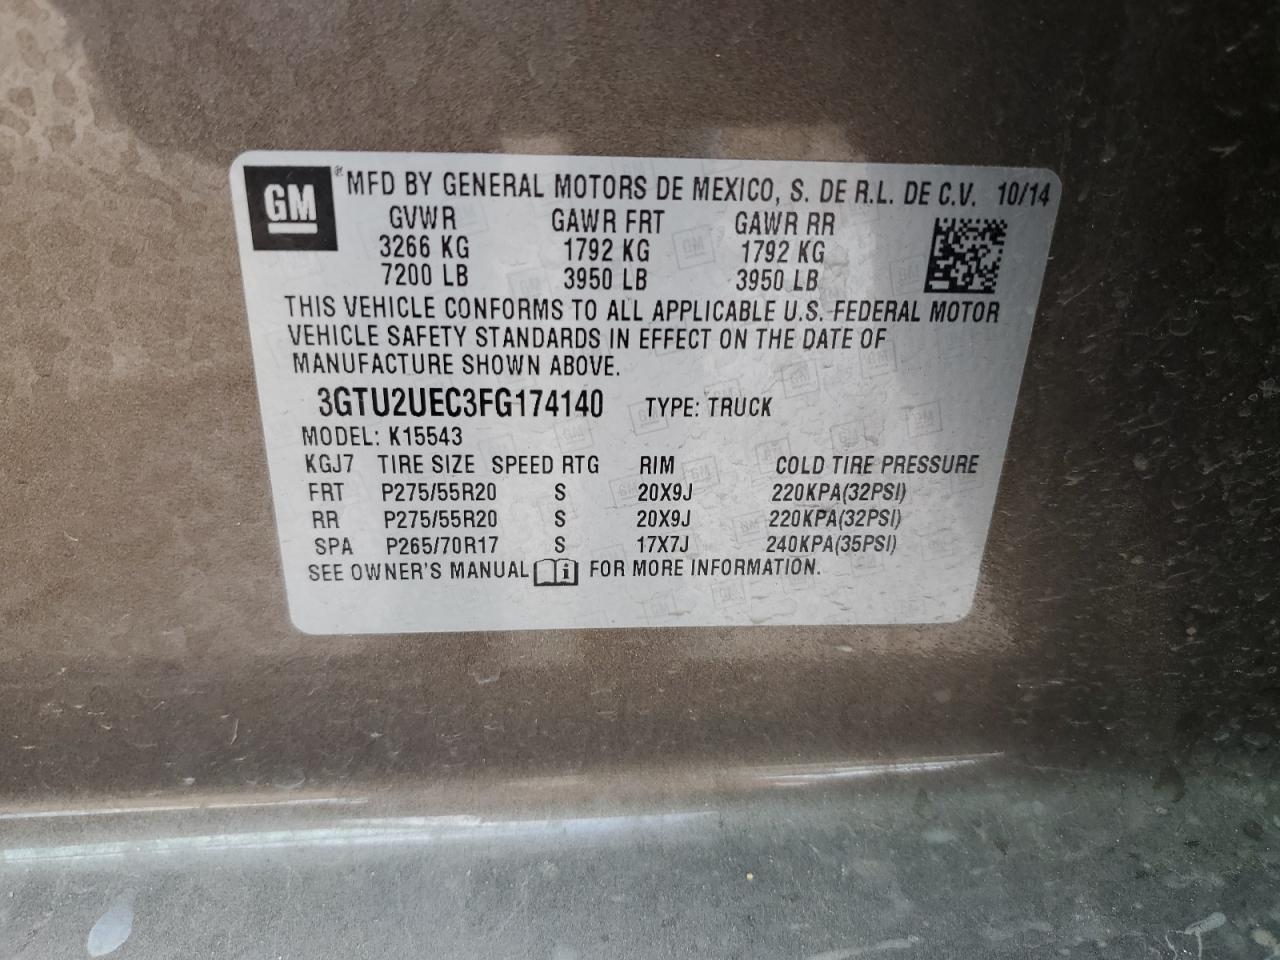 GM ® MFD BY GENERAL MOTORS DE MEXICO, S. DE R.L. DE C.V. 10/14
GVWR GAWR FRT GAWR RR
3266 KG 1792 KG 1792 KG
7200 LB 3950 LB 3950 LB
THIS VEHICLE CONFORMS TO ALL APPLICABLE U.S. FEDERAL MOTOR
VEHICLE SAFETY STANDARDS IN EFFECT ON THE DATE OF
MANUFACTURE SHOWN ABOVE.
3GTU2UEC3FG174140 TYPE: TRUCK
MODEL: K15543
KGJ7 TIRE SIZE SPEED RTG RIM COLD TIRE PRESSURE
FRT P275/55R20 S 20X9J 220KPA(32PSI)
RR P275/55R20 S 20X9J 220KPA(32PSI)
SPA P265/70R17 S 17X7J 240KPA(35PSI)
SEE OWNER'S MANUAL i FOR MORE INFORMATION.